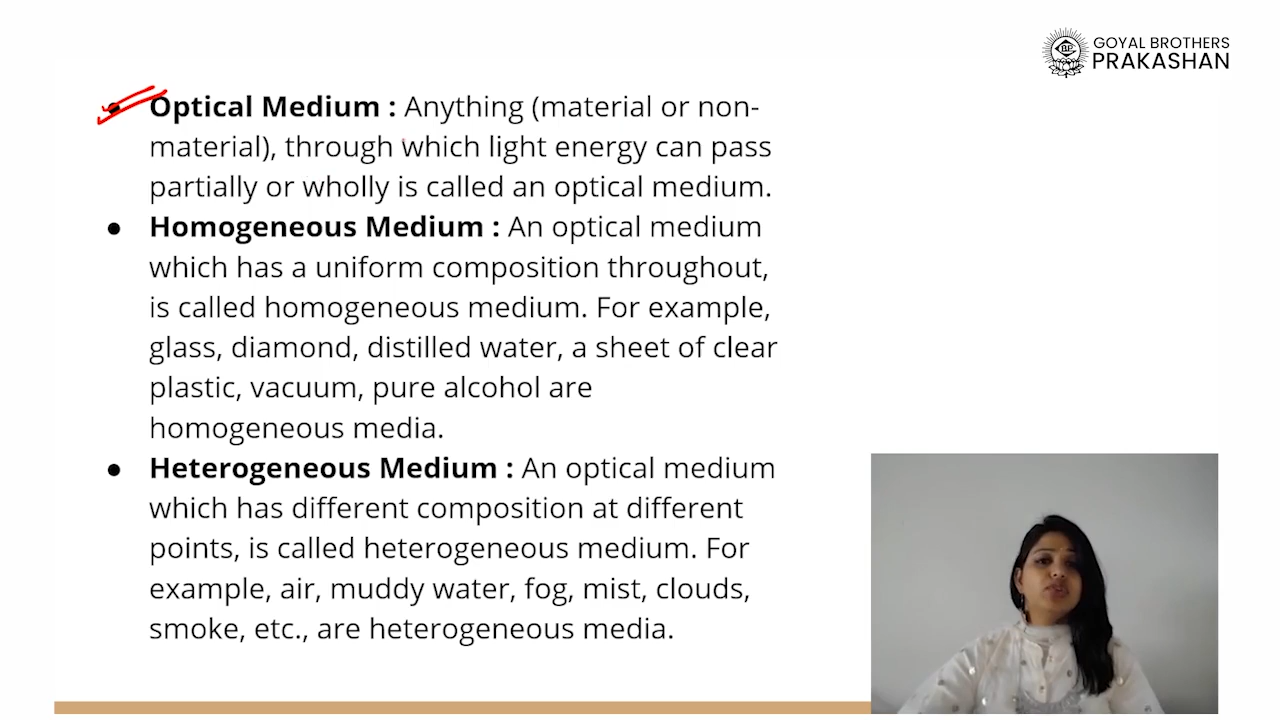 GOYAL BROTHERS
PRAKASHAN
● Optical Medium : Anything (material or non-
material), through which light energy can pass
partially or wholly is called an optical medium.
● Homogeneous Medium : An optical medium
which has a uniform composition throughout,
is called homogeneous medium. For example,
glass, diamond, distilled water, a sheet of clear
plastic, vacuum, pure alcohol are
homogeneous media.
● Heterogeneous Medium : An optical medium
which has different composition at different
points, is called heterogeneous medium. For
example, air, muddy water, fog, mist, clouds,
smoke, etc., are heterogeneous media.